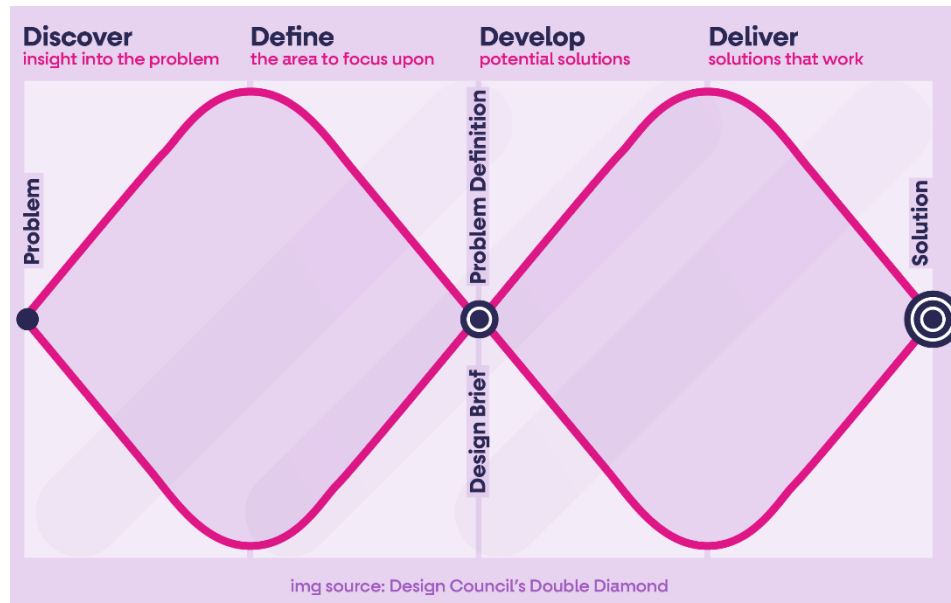 Discover
insight into the problem
Define
the area to focus upon
Develop
potential solutions
Deliver
solutions that work
Problem
Problem Definition
Design Brief
Solution
img source: Design Council's Double Diamond